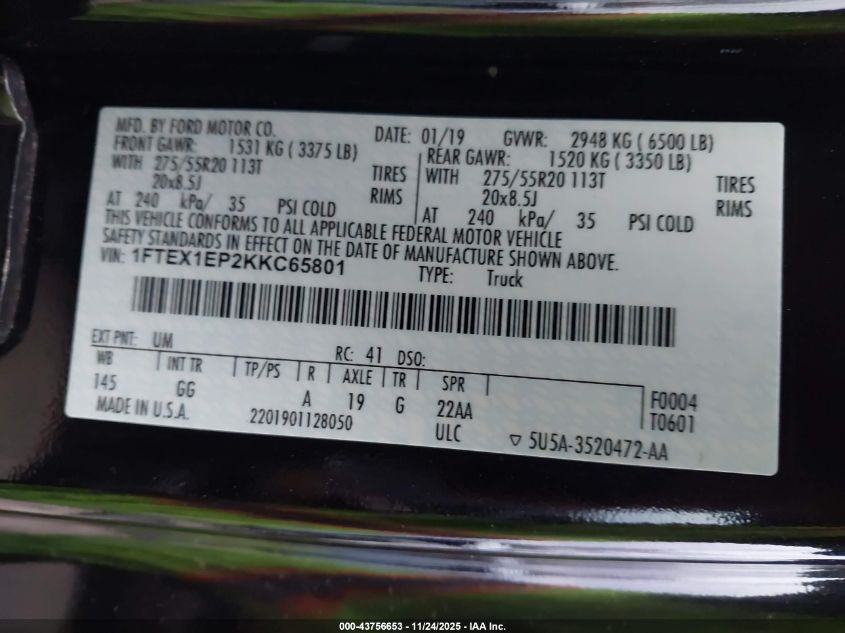 MFD. BY FORD MOTOR CO. DATE: 01/19 GVWR: 2948 KG ( 6500 LB)
FRONT GAWR: 1531 KG ( 3375 LB) REAR GAWR: 1520 KG ( 3350 LB)
WITH 275/55R20 113T TIRES WITH 275/55R20 113T TIRES
20x8.5J RIMS 20x8.5J RIMS
AT 240 kPa/ 35 PSI COLD AT 240 kPa/ 35 PSI COLD
THIS VEHICLE CONFORMS TO ALL APPLICABLE FEDERAL MOTOR VEHICLE
SAFETY STANDARDS IN EFFECT ON THE DATE OF MANUFACTURE SHOWN ABOVE.
VIN: 1FTEX1EP2KKC65801
TYPE: Truck
EXT PNT: UM RC: 41 DSO:
WB INT TR TP/PS R AXLE TR SPR
145 GG A 19 G 22AA
F0004
T0601
MADE IN U.S.A. 2201901128050 ULC ▽ 5U5A-3520472-AA
000-43756653 - 11/24/2025 - IAA Inc.